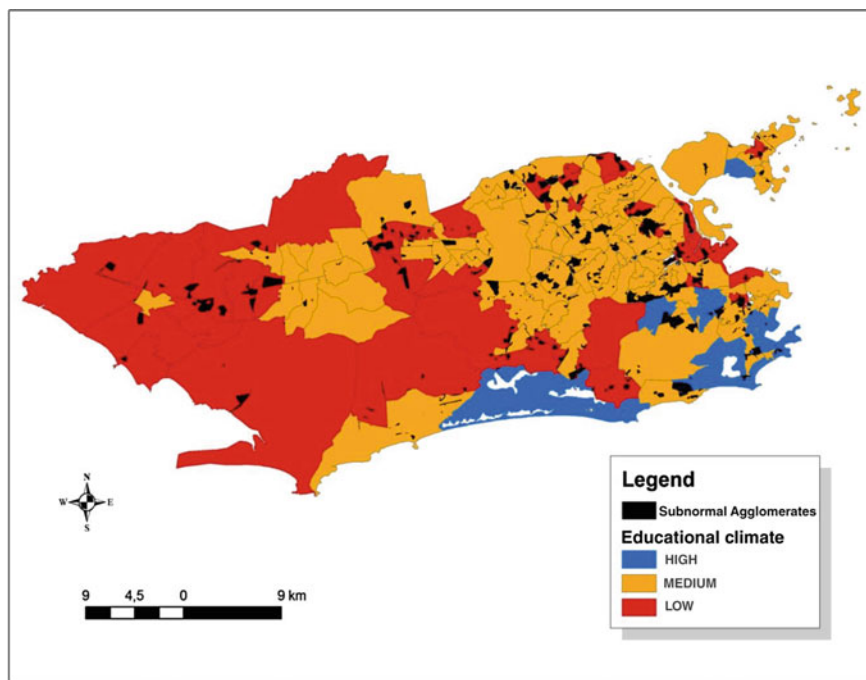 N
W E
S
9 4,5 0 9 km
Legend
Subnormal Agglomerates
Educational climate
HIGH
MEDIUM
LOW